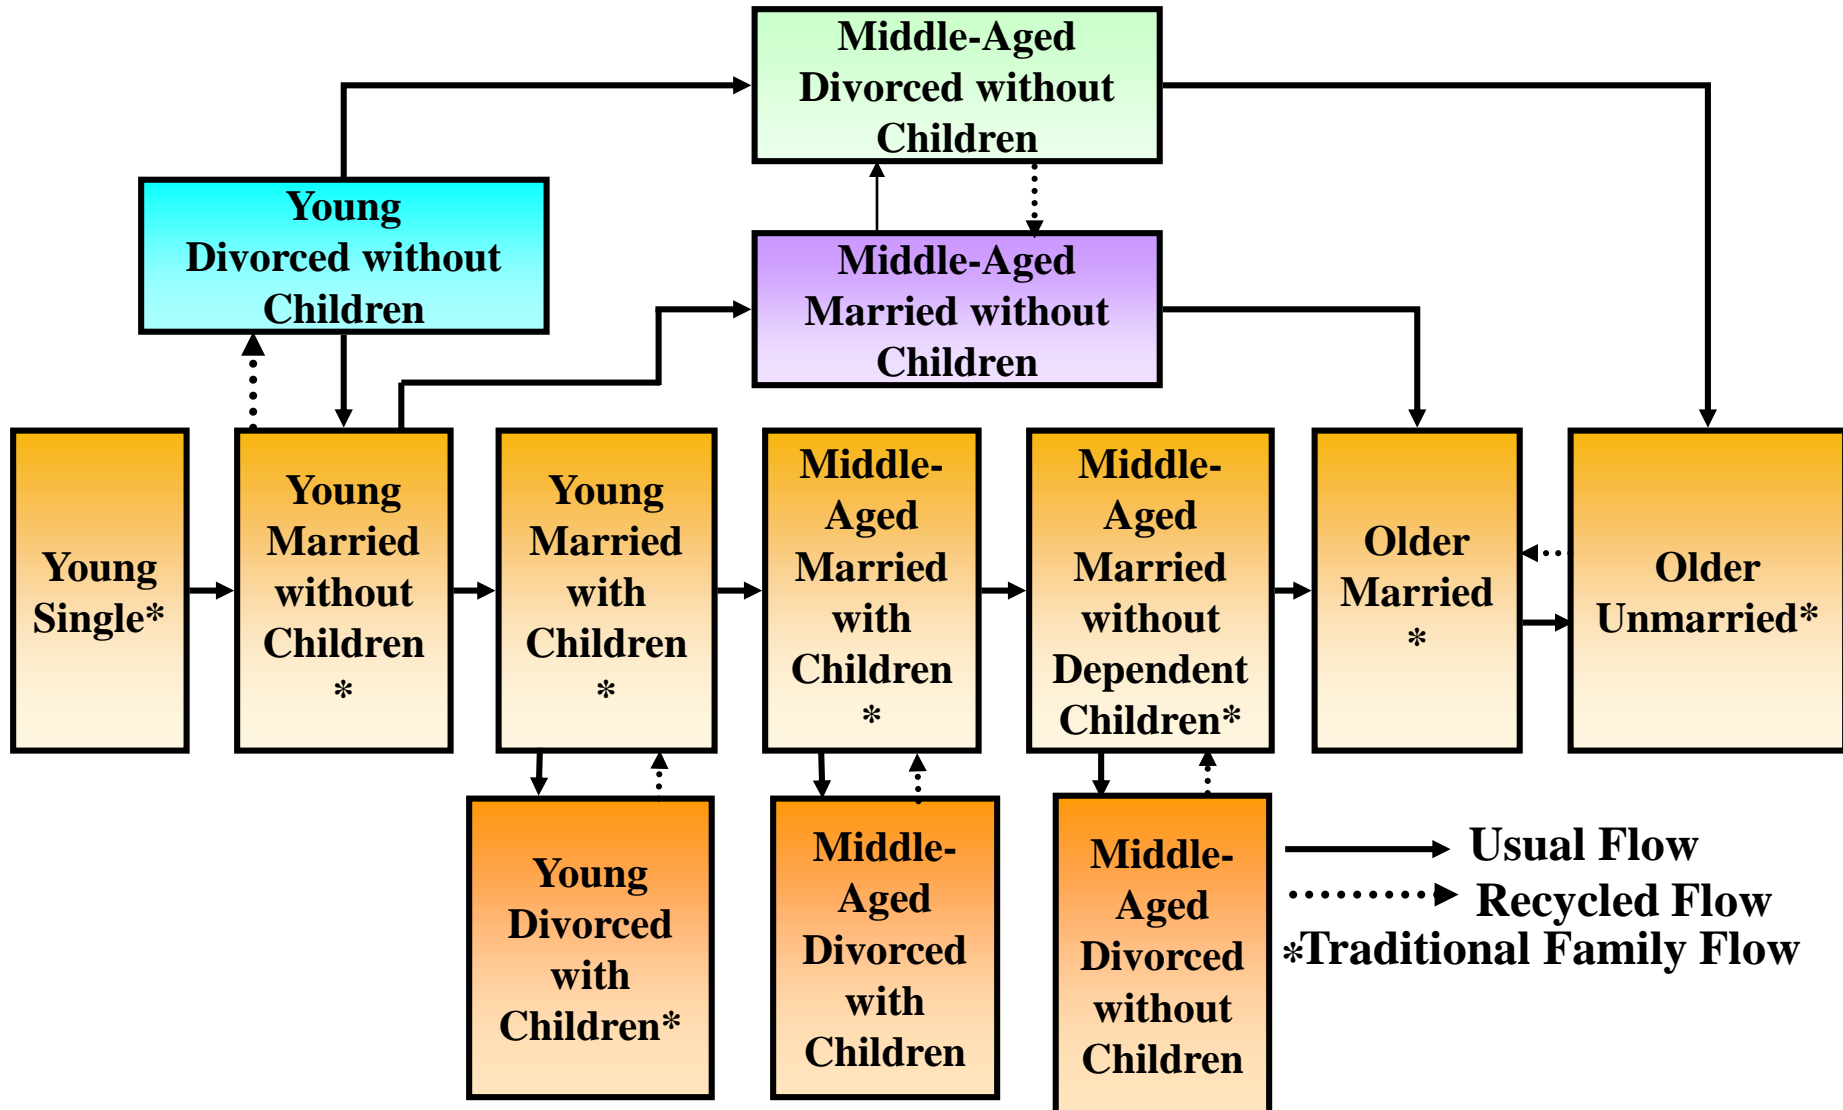 Middle-Aged
Divorced without
Children
Young
Divorced without
Children
Middle-Aged
Married without
Children
Young
Single*
Young
Married
without
Children
*
Young
Married
with
Children
*
Middle-
Aged
Married
with
Children
*
Middle-
Aged
Married
without
Dependent
Children*
Older
Married
*
Older
Unmarried*
Young
Divorced
with
Children*
Middle-
Aged
Divorced
with
Children
Middle-
Aged
Divorced
without
Children
Usual Flow
Recycled Flow
*Traditional Family Flow